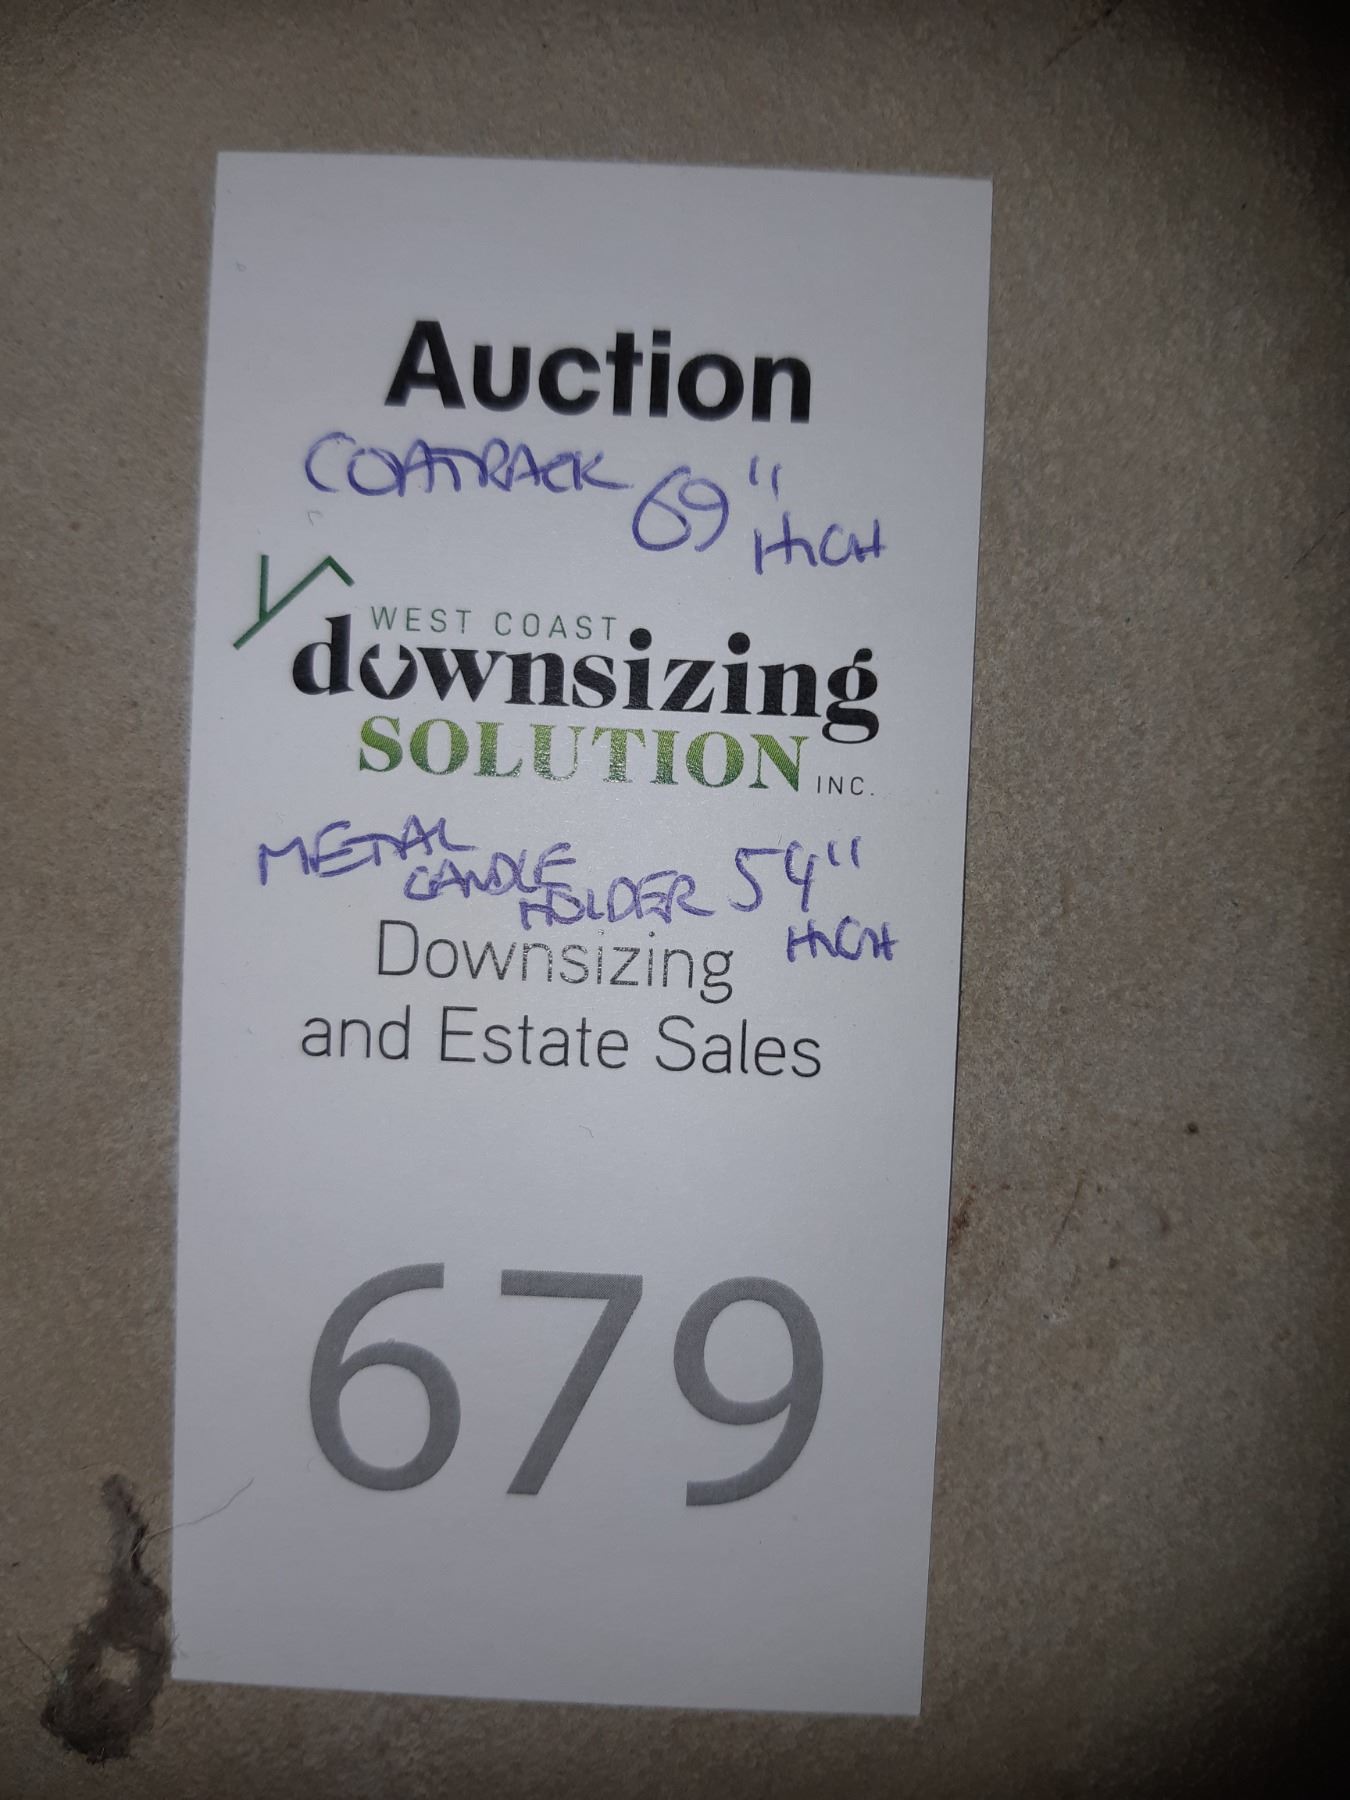 Auction
COATRACK 69" HIGH
WEST COAST
downsizing
SOLUTION INC.
METAL CANDLE HOLDER 54" HIGH
Downsizing
and Estate Sales
679